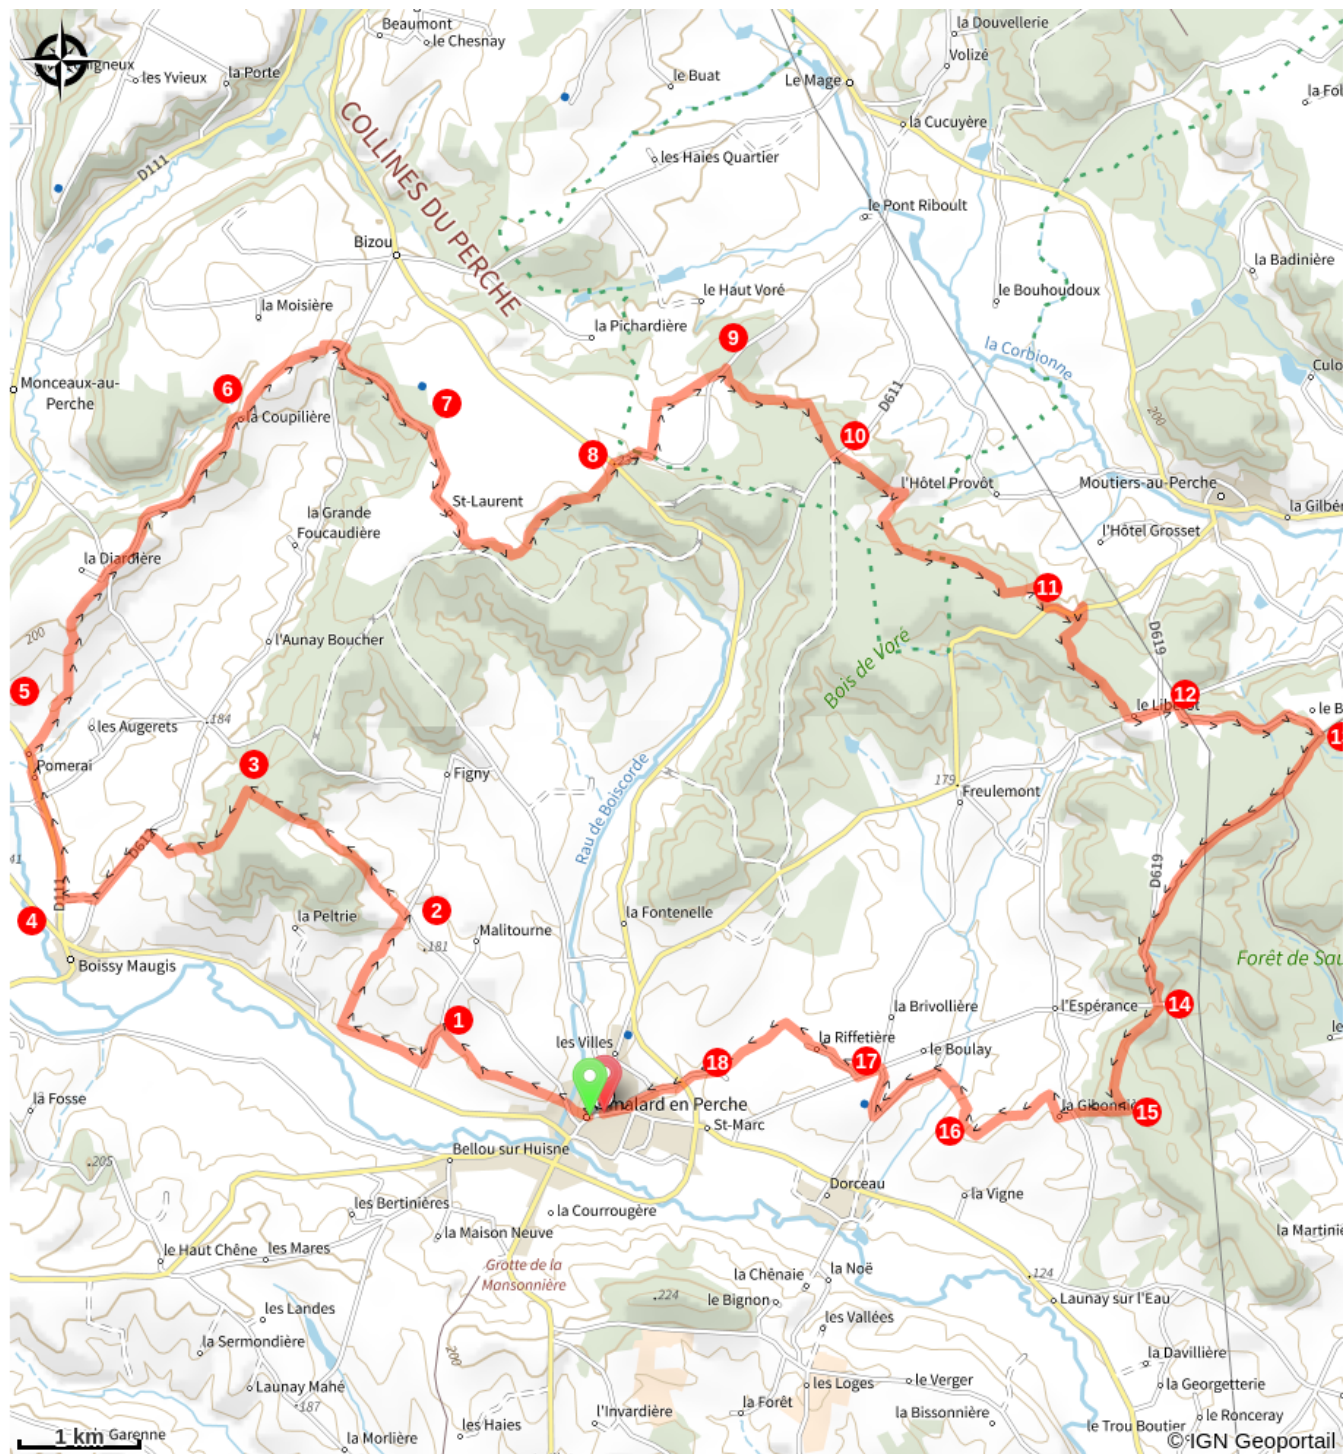 Beaumont
le Chesnay
la Douvellerie
Volizé
les Yvieux
la Porte
le Buat
Le Mage
la Cucuyère
D111
COLLINES DU PERCHE
les Haies Quartier
le Pont Riboult
Bizou
la Badinière
la Moisière
le Haut Voré
le Bouhoudoux
la Pichardière
9
la Corbionne
Monceaux-au-
Perche
6
la Coupilière
7
D611
200
8
10
St-Laurent
l'Hôtel Provôt
Moutiers-au-Perche
la Grande
Foucaudière
l'Hôtel Grosset
la Diardière
11
200
l'Aunay Boucher
D619
Bois de Voré
5
12
les Augerets
184
Pomerai
3
Figny
179
Freulemont
Rau de Boiscorde
D619
D111
4
2
la Peltrie
la Fontenelle
181
Malitourne
Boissy Maugis
14
l'Espérance
la Brivollière
1
les Villes
la Riffetière
18
17
le Boulay
la Fosse
malard en Perche
15
16
St-Marc
205
Bellou sur Huisne
Dorceau
la Vigne
les Bertinières
la Courrougère
la Maison Neuve
le Haut Chêne
les Mares
Grotte de la
Mansonnière
la Chênaie
la Noë
124
224
le Bignon
Launay sur l'Eau
les Landes
les Vallées
la Sermondière
200
la Davillière
Launay Mahé
187
les Loges
le Verger
la Georgetterie
la Forêt
la Bissonnière
le Ronceray
les Haies
l'Invardière
le Trou Boutier
1 km
Garenne
la Morlière
© IGN Geoportail